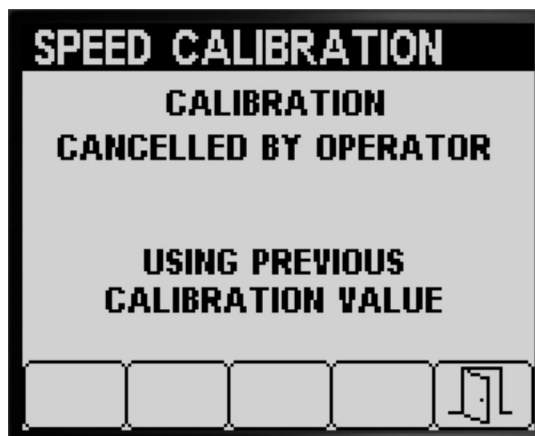 SPEED CALIBRATION
CALIBRATION
CANCELLED BY OPERATOR
USING PREVIOUS
CALIBRATION VALUE